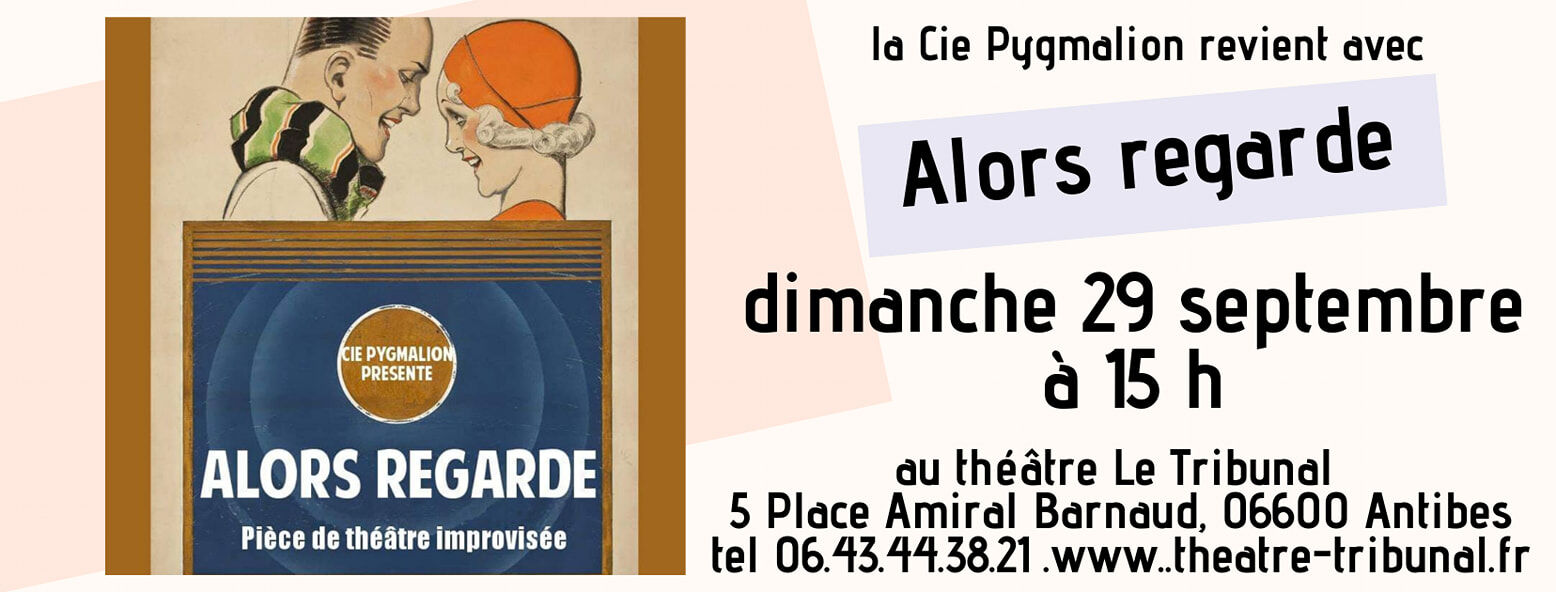 CIE PYGMALION
PRESENTE
ALORS REGARDE
Pièce de théâtre improvisée
la Cie Pygmalion revient avec
Alors regarde
dimanche 29 septembre
à 15 h
au théâtre Le Tribunal
5 Place Amiral Barnaud, 06600 Antibes
tel 06.43.44.38.21 .www..theatre-tribunal.fr